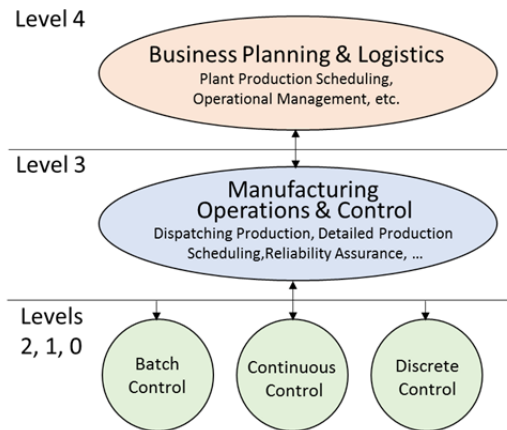 Level 4
Business Planning & Logistics
Plant Production Scheduling,
Operational Management, etc.
Level 3
Manufacturing
Operations & Control
Dispatching Production, Detailed Production
Scheduling,Reliability Assurance, ...
Levels
2, 1, 0
Batch
Control
Continuous
Control
Discrete
Control